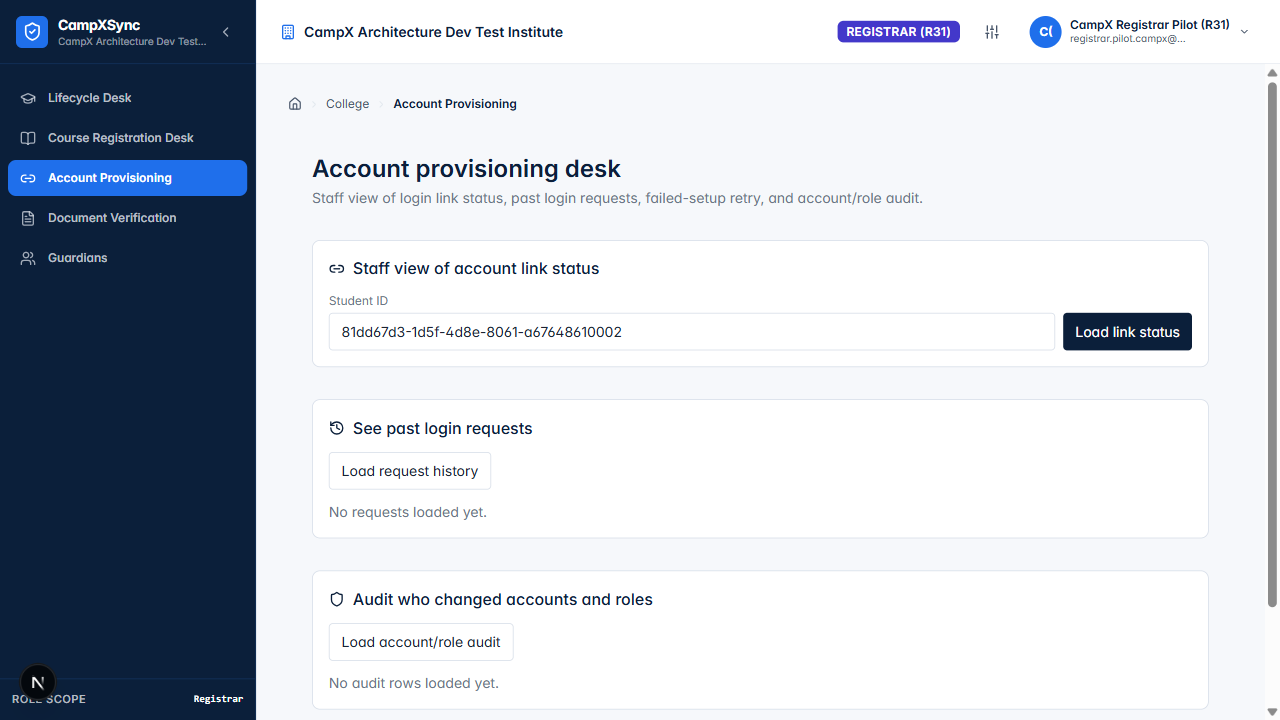 CampXSync
CampX Architecture Dev Test...
CampX Architecture Dev Test Institute
REGISTRAR (R31)
C(
CampX Registrar Pilot (R31)
registrar.pilot.campx@...
Lifecycle Desk
Course Registration Desk
Account Provisioning
Document Verification
Guardians
College
Account Provisioning
Account provisioning desk
Staff view of login link status, past login requests, failed-setup retry, and account/role audit.
Staff view of account link status
Student ID
81dd67d3-1d5f-4d8e-8061-a67648610002
Load link status
See past login requests
Load request history
No requests loaded yet.
Audit who changed accounts and roles
Load account/role audit
No audit rows loaded yet.
N
SCOPE
Registrar